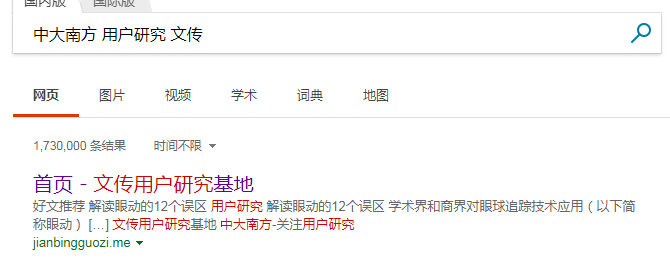 国内版 国际版
中大南方 用户研究 文传
网页 图片 视频 学术 词典 地图
1,730,000 条结果 时间不限
首页 - 文传用户研究基地
好文推荐 解读眼动的12个误区 用户研究 解读眼动的12个误区 学术界和商界对眼球追踪技术应用（以下简
称眼动） [...] 文传用户研究基地 中大南方-关注用户研究
jianbingguozi.me